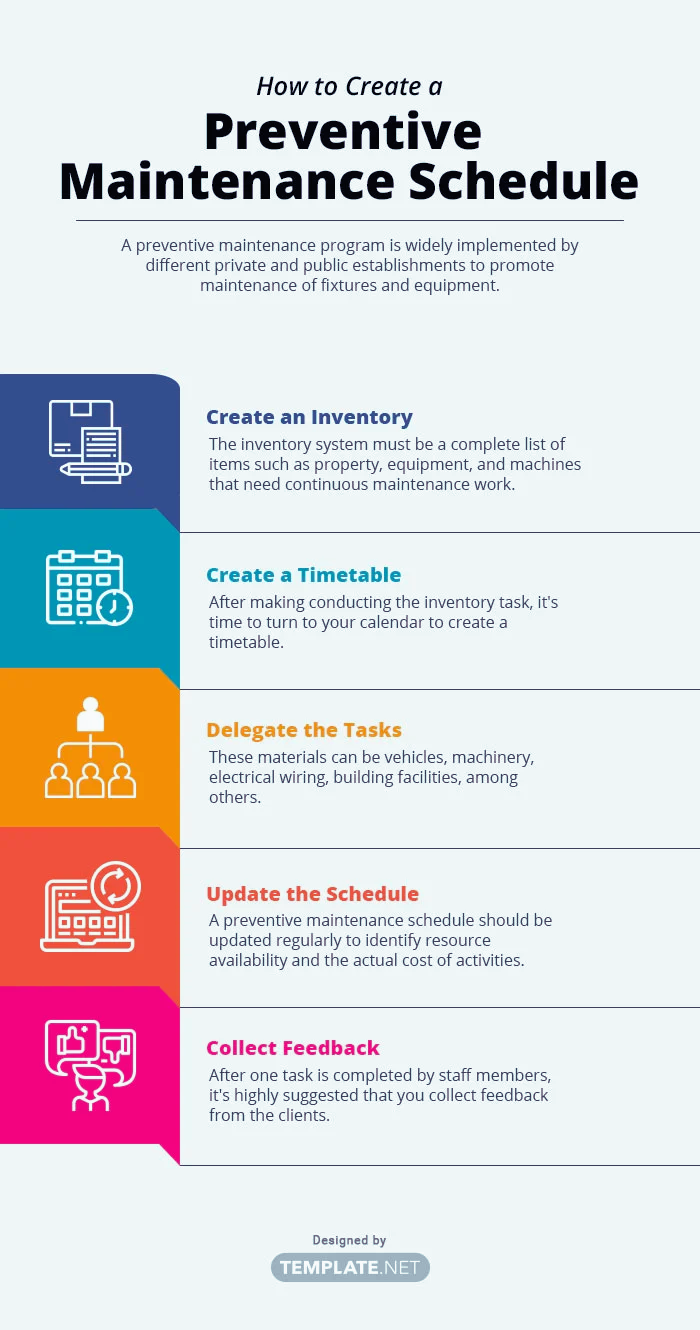 How to Create a
Preventive
Maintenance Schedule
A preventive maintenance program is widely implemented by
different private and public establishments to promote
maintenance of fixtures and equipment.
Create an Inventory
The inventory system must be a complete list of
items such as property, equipment, and machines
that need continuous maintenance work.
Create a Timetable
After making conducting the inventory task, it's
time to turn to your calendar to create a
timetable.
Delegate the Tasks
These materials can be vehicles, machinery,
electrical wiring, building facilities, among
others.
Update the Schedule
A preventive maintenance schedule should be
updated regularly to identify resource
availability and the actual cost of activities.
Collect Feedback
After one task is completed by staff members,
it's highly suggested that you collect feedback
from the clients.
Designed by
TEMPLATE.NET